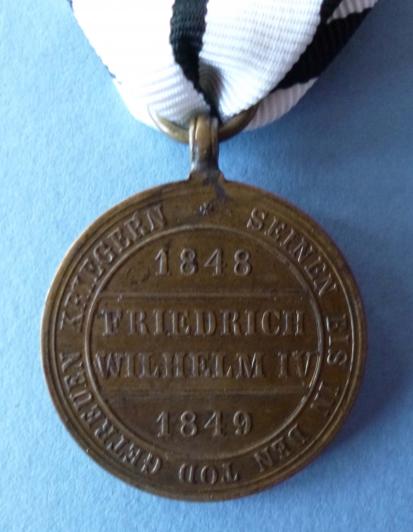 SEINEN BIS IN DEN TOD GETREUEN KRIEGERN
1848
FRIEDRICH
WILHELM IV
1849